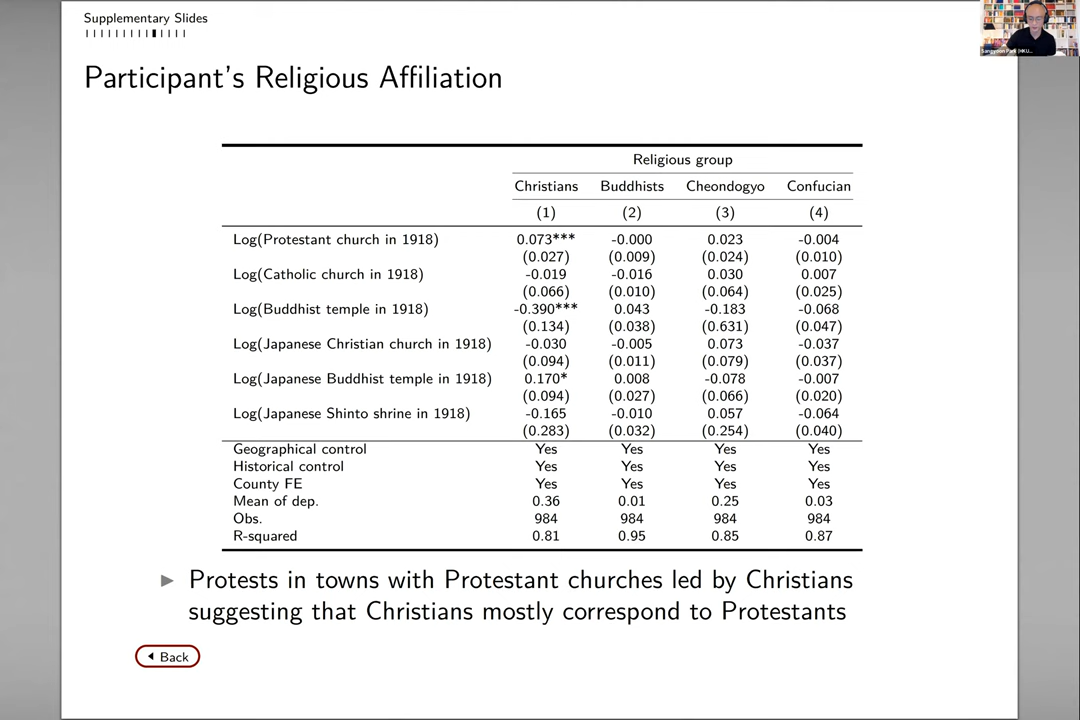 Supplementary Slides
Participant's Religious Affiliation
Religious group
Christians Buddhists Cheondogyo Confucian
(1) (2) (3) (4)
Log(Protestant church in 1918) 0.073*** -0.000 0.023 -0.004
(0.027) (0.009) (0.024) (0.010)
Log(Catholic church in 1918) -0.019 -0.016 0.030 0.007
(0.066) (0.010) (0.064) (0.025)
Log(Buddhist temple in 1918) -0.390*** 0.043 -0.183 -0.068
(0.134) (0.038) (0.631) (0.047)
Log(Japanese Christian church in 1918) -0.030 -0.005 0.073 -0.037
(0.094) (0.011) (0.079) (0.037)
Log(Japanese Buddhist temple in 1918) 0.170* 0.008 -0.078 -0.007
(0.094) (0.027) (0.066) (0.020)
Log(Japanese Shinto shrine in 1918) -0.165 -0.010 0.057 -0.064
(0.283) (0.032) (0.254) (0.040)
Geographical control Yes Yes Yes Yes
Historical control Yes Yes Yes Yes
County FE Yes Yes Yes Yes
Mean of dep. 0.36 0.01 0.25 0.03
Obs. 984 984 984 984
R-squared 0.81 0.95 0.85 0.87
Protests in towns with Protestant churches led by Christians
suggesting that Christians mostly correspond to Protestants
Back